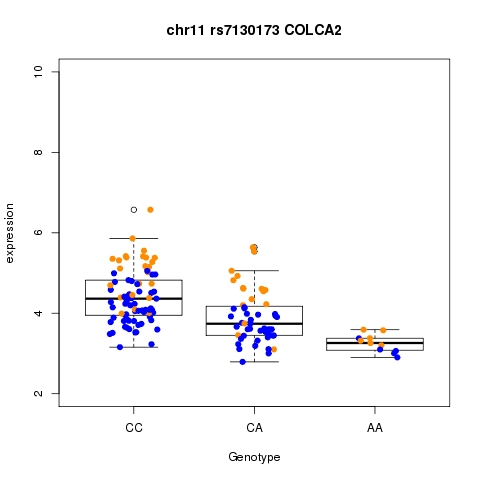 chr11 rs7130173 COLCA2
10
8
6
4
2
expression
CC CA AA
Genotype